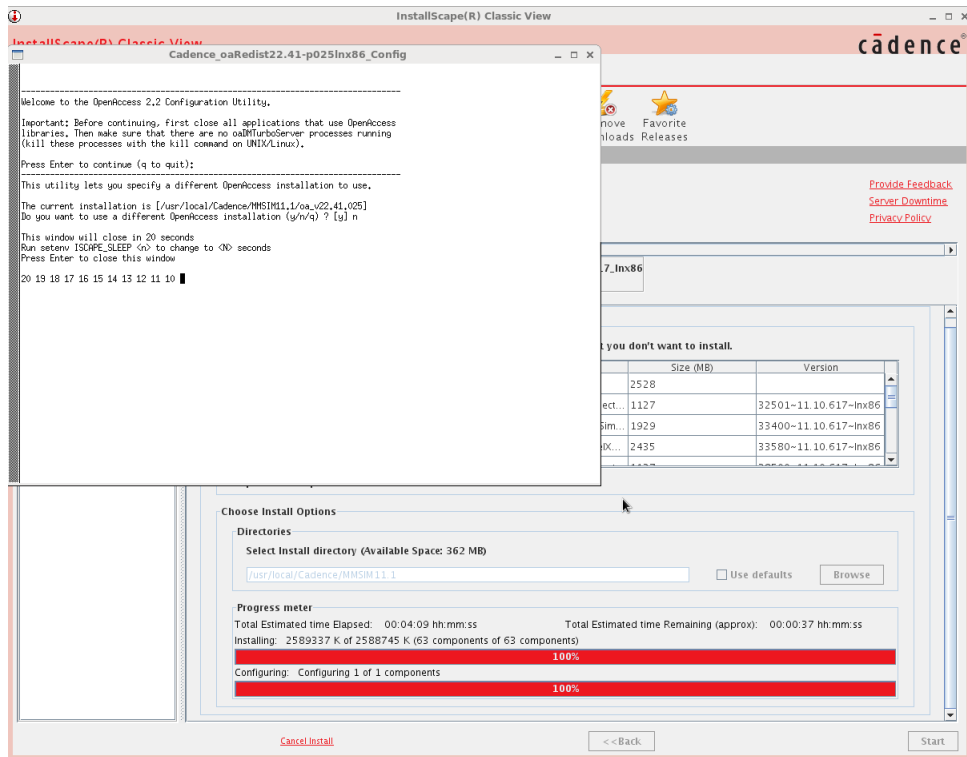 InstallScape(R) Classic View
InstallScape(R) Classic View
cādence®
Cadence_oaRedist22.41-p025lnx86_Config
Welcome to the OpenAccess 2.2 Configuration Utility.
Important: Before continuing, first close all applications that use OpenAccess
libraries. Then make sure that there are no oaDMTurboServer processes running
(kill these processes with the kill command on UNIX/Linux).
Press Enter to continue (q to quit):
This utility lets you specify a different OpenAccess installation to use.
The current installation is [/usr/local/Cadence/MMSIM11.1/oa_v22.41.025]
Do you want to use a different OpenAccess installation (y/n/q) ? [y] n
This window will close in 20 seconds
Run setenv ISCAPE_SLEEP <n> to change to <N> seconds
Press Enter to close this window
20 19 18 17 16 15 14 13 12 11 10
nove Favorite
nloads Releases
Provide Feedback
Server Downtime
Privacy Policy
.7_lnx86
t you don't want to install.
Size (MB) Version
2528
ect... 1127 32501~11.10.617~lnx86
Sim... 1929 33400~11.10.617~lnx86
elX... 2435 33580~11.10.617~lnx86
Choose Install Options
Directories
Select Install directory (Available Space: 362 MB)
/usr/local/Cadence/MMSIM11.1 Use defaults Browse
Progress meter
Total Estimated time Elapsed: 00:04:09 hh:mm:ss Total Estimated time Remaining (approx): 00:00:37 hh:mm:ss
Installing: 2589337 K of 2588745 K (63 components of 63 components)
100%
Configuring: Configuring 1 of 1 components
100%
Cancel Install <<Back Start